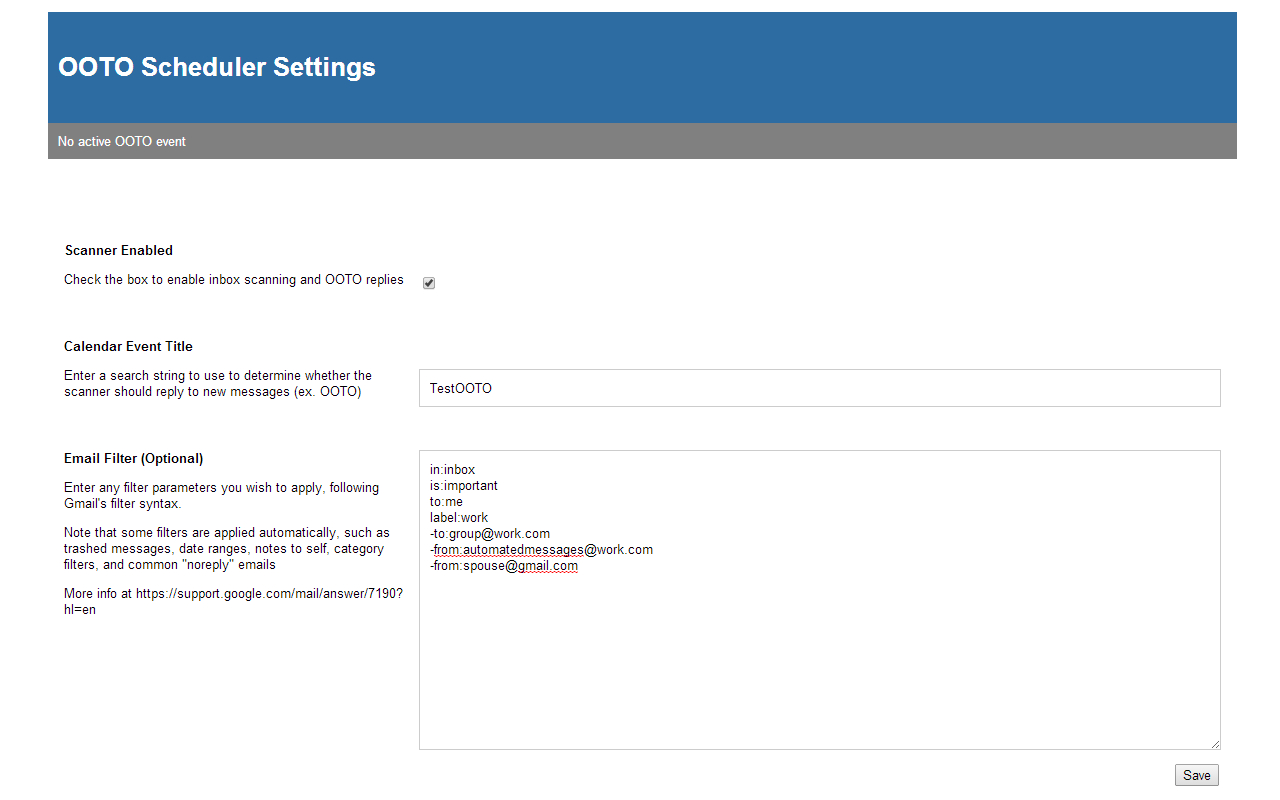 OOTO Scheduler Settings
No active OOTO event
Scanner Enabled
Check the box to enable inbox scanning and OOTO replies
Calendar Event Title
Enter a search string to use to determine whether the
scanner should reply to new messages (ex. OOTO)
TestOOTO
Email Filter (Optional)
Enter any filter parameters you wish to apply, following
Gmail's filter syntax.
Note that some filters are applied automatically, such as
trashed messages, date ranges, notes to self, category
filters, and common "noreply" emails
More info at https://support.google.com/mail/answer/7190?
hl=en
in:inbox
is:important
to:me
label:work
-to:group@work.com
-from:automatedmessages@work.com
-from:spouse@gmail.com
Save